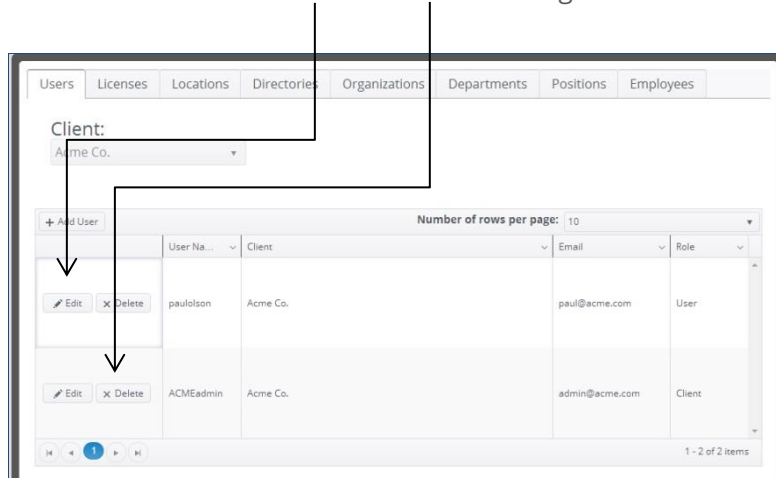 Users Licenses Locations Directories Organizations Departments Positions Employees
Client:
Acme Co.
+ Add User Number of rows per page: 10
User Na... Client Email Role
Edit × Delete paulolson Acme Co. paul@acme.com User
Edit × Delete ACMEadmin Acme Co. admin@acme.com Client
1 1 - 2 of 2 items